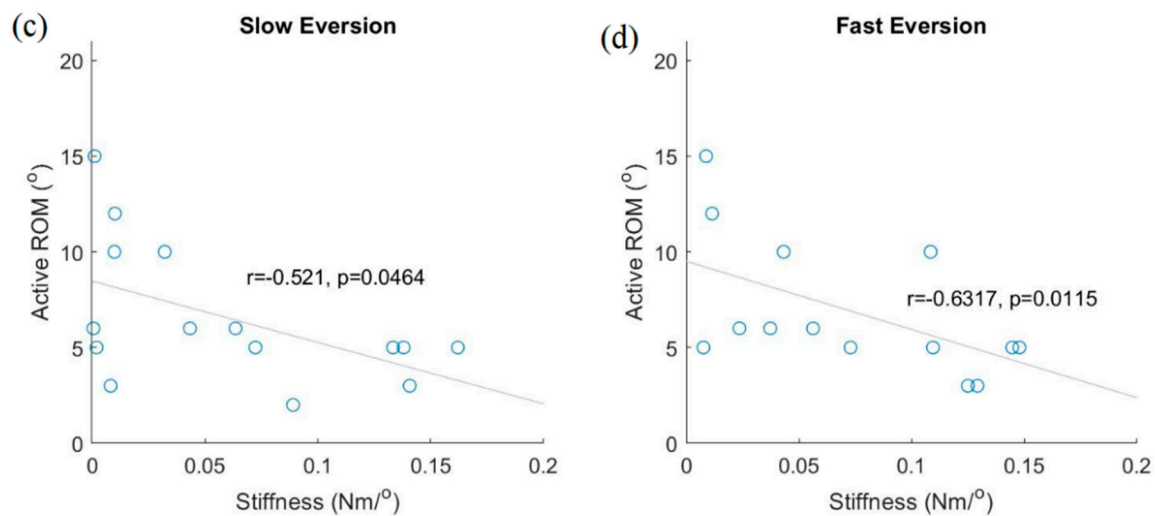 (c)
Slow Eversion
20
15
10
5
0
Active ROM (°)
r=-0.521, p=0.0464
0 0.05 0.1 0.15 0.2
Stiffness (Nm/°)
(d)
Fast Eversion
20
15
10
5
0
Active ROM (°)
r=-0.6317, p=0.0115
0 0.05 0.1 0.15 0.2
Stiffness (Nm/°)